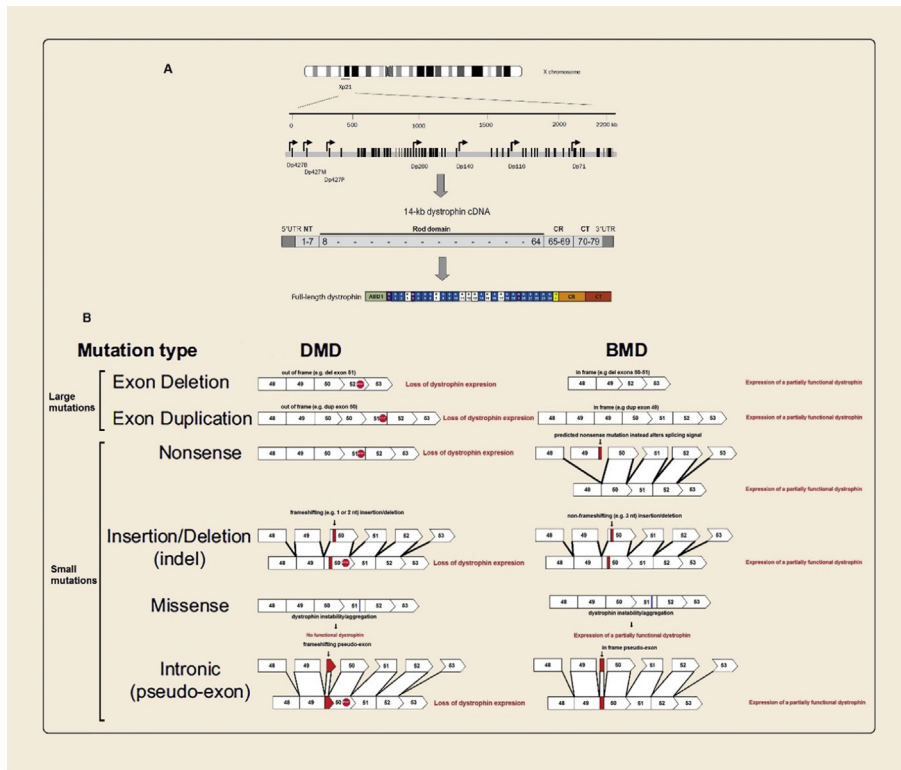 A
X chromosome
Xp21
0 500 1000 1500 2000 2200 kb
Dp427B
Dp427M
Dp427P
Dp260 Dp140 Dp116 Dp71
14-kb dystrophin cDNA
5'UTR NT Rod domain CR CT 3'UTR
1-7 8 - - - - - - - - - 64 65-69 70-79
Full-length dystrophin ABD1 CR CT
B
Mutation type DMD BMD
Large mutations
out of frame (e.g. del exon 51) in frame (e.g. del exons 50-51)
Exon Deletion 48 49 50 52 53 Loss of dystrophin expresion 48 49 52 53 Expression of a partially functional dystrophin
out of frame (e.g. dup exon 50) in frame (e.g dup exon 49)
Exon Duplication 48 49 50 50 51 52 53 Loss of dystrophin expresion 48 49 49 50 51 52 53 Expression of a partially functional dystrophin
Small mutations
predicted nonsense mutation instead alters splicing signal
Nonsense 48 49 50 51 52 53 Loss of dystrophin expresion 48 49 50 51 52 53
48 50 51 52 53 Expression of a partially functional dystrophin
frameshifting (e.g. 1 or 2 nt) insertion/deletion non-frameshifting (e.g. 3 nt) insertion/deletion
Insertion/Deletion 48 49 50 51 52 53 48 49 50 51 52 53
(indel) 48 49 50 51 52 53 Loss of dystrophin expresion 48 49 50 51 52 53 Expression of a partially functional dystrophin
Missense 48 49 50 51 52 53 48 49 50 51 52 53
dystrophin instability/aggregation dystrophin instability/aggregation
No functional dystrophin Expression of a partially functional dystrophin
frameshifting pseudo-exon in frame pseudo-exon
Intronic 48 49 50 51 52 53 48 49 50 51 52 53
(pseudo-exon) 48 49 50 51 52 53 Loss of dystrophin expresion 48 49 50 51 52 53 Expression of a partially functional dystrophin